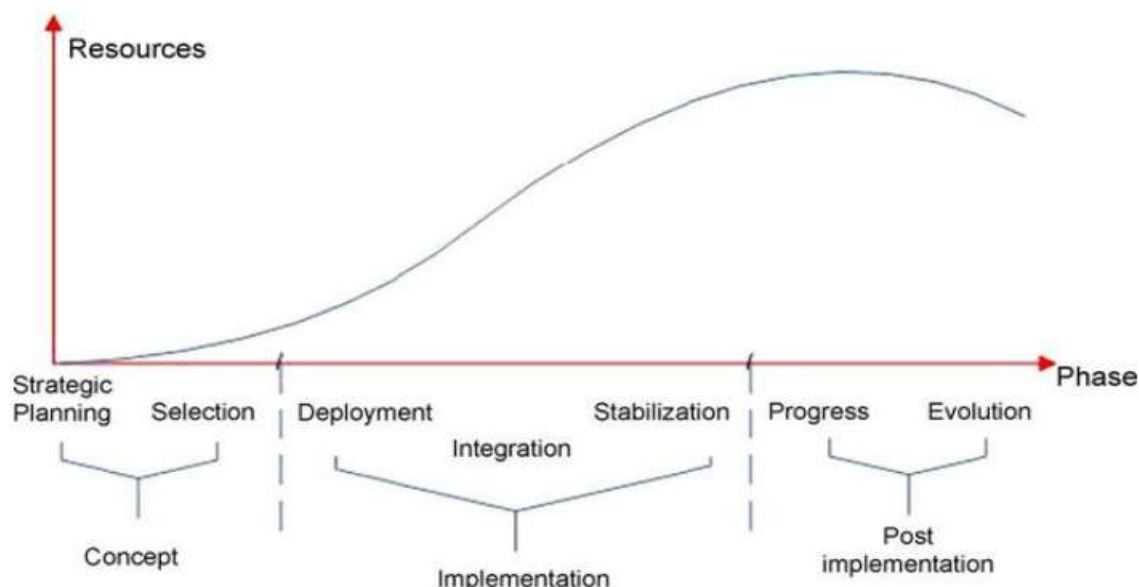 Resources
Phase
Strategic
Planning
Selection
Deployment
Integration
Stabilization
Progress
Evolution
Concept
Implementation
Post
implementation